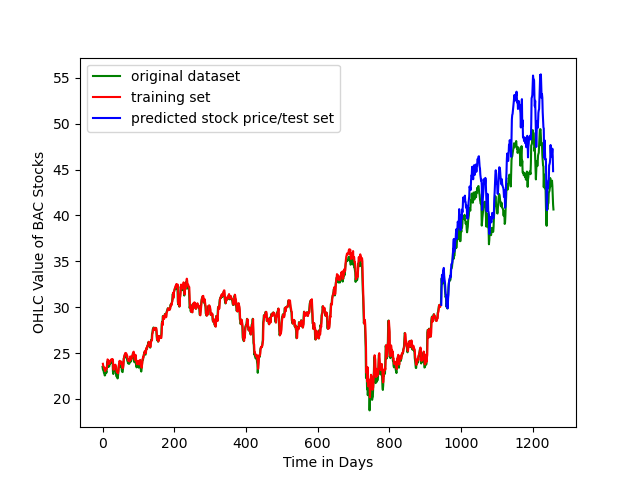 original dataset
training set
predicted stock price/test set
OHLC Value of BAC Stocks
55
50
45
40
35
30
25
20
0 200 400 600 800 1000 1200
Time in Days